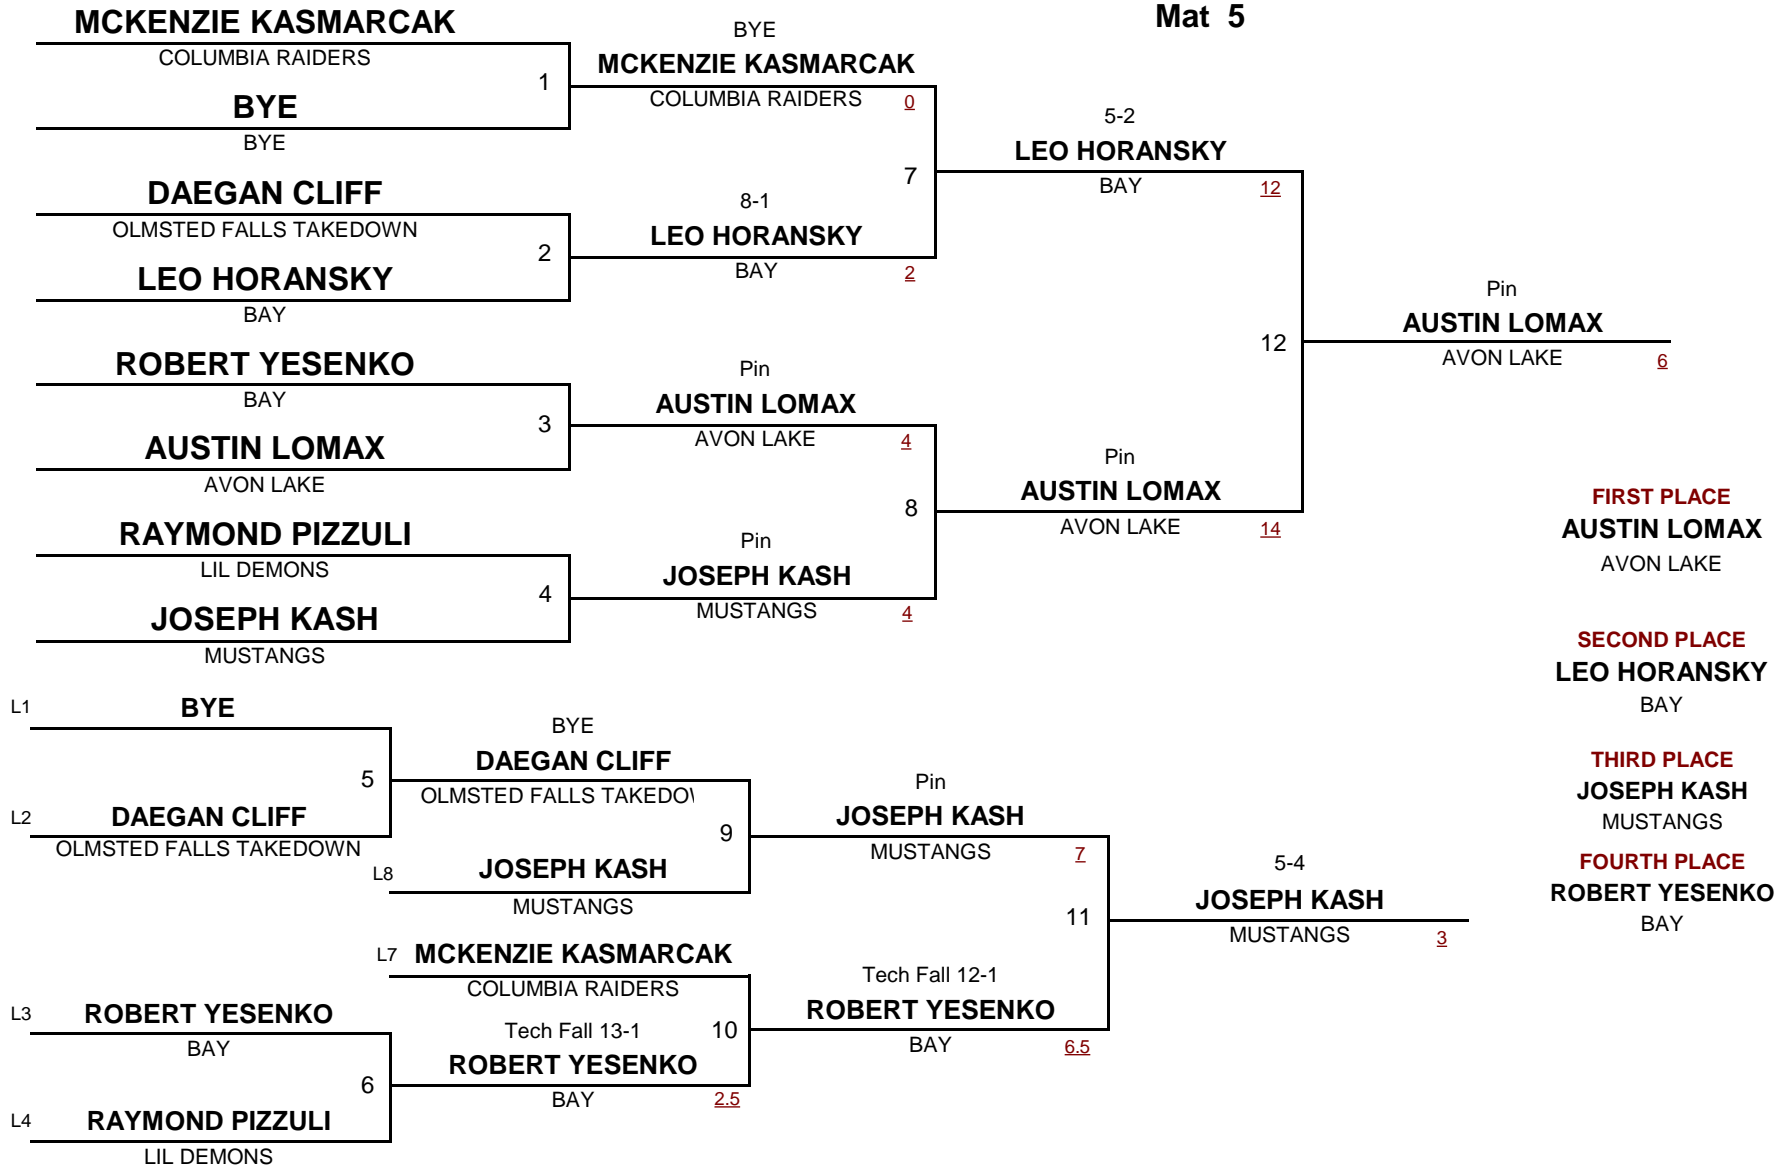 Mat 5
MCKENZIE KASMARCAK
COLUMBIA RAIDERS
1
BYE
BYE
DAEGAN CLIFF
OLMSTED FALLS TAKEDOWN
2
LEO HORANSKY
BAY
ROBERT YESENKO
BAY
3
AUSTIN LOMAX
AVON LAKE
RAYMOND PIZZULI
LIL DEMONS
4
JOSEPH KASH
MUSTANGS
BYE
MCKENZIE KASMARCAK
COLUMBIA RAIDERS 0
7
8-1
LEO HORANSKY
BAY 2
Pin
AUSTIN LOMAX
AVON LAKE 4
8
Pin
JOSEPH KASH
MUSTANGS 4
5-2
LEO HORANSKY
BAY 12
12
Pin
AUSTIN LOMAX
AVON LAKE 14
Pin
AUSTIN LOMAX
AVON LAKE 6
FIRST PLACE
AUSTIN LOMAX
AVON LAKE
SECOND PLACE
LEO HORANSKY
BAY
THIRD PLACE
JOSEPH KASH
MUSTANGS
FOURTH PLACE
ROBERT YESENKO
BAY
L1 BYE
5
L2 DAEGAN CLIFF
OLMSTED FALLS TAKEDOWN
L3 ROBERT YESENKO
BAY
6
L4 RAYMOND PIZZULI
LIL DEMONS
BYE
DAEGAN CLIFF
OLMSTED FALLS TAKEDO
9
L8 JOSEPH KASH
MUSTANGS
L7 MCKENZIE KASMARCAK
COLUMBIA RAIDERS
10
Tech Fall 13-1
ROBERT YESENKO
BAY 2.5
Pin
JOSEPH KASH
MUSTANGS 7
11
Tech Fall 12-1
ROBERT YESENKO
BAY 6.5
5-4
JOSEPH KASH
MUSTANGS 3